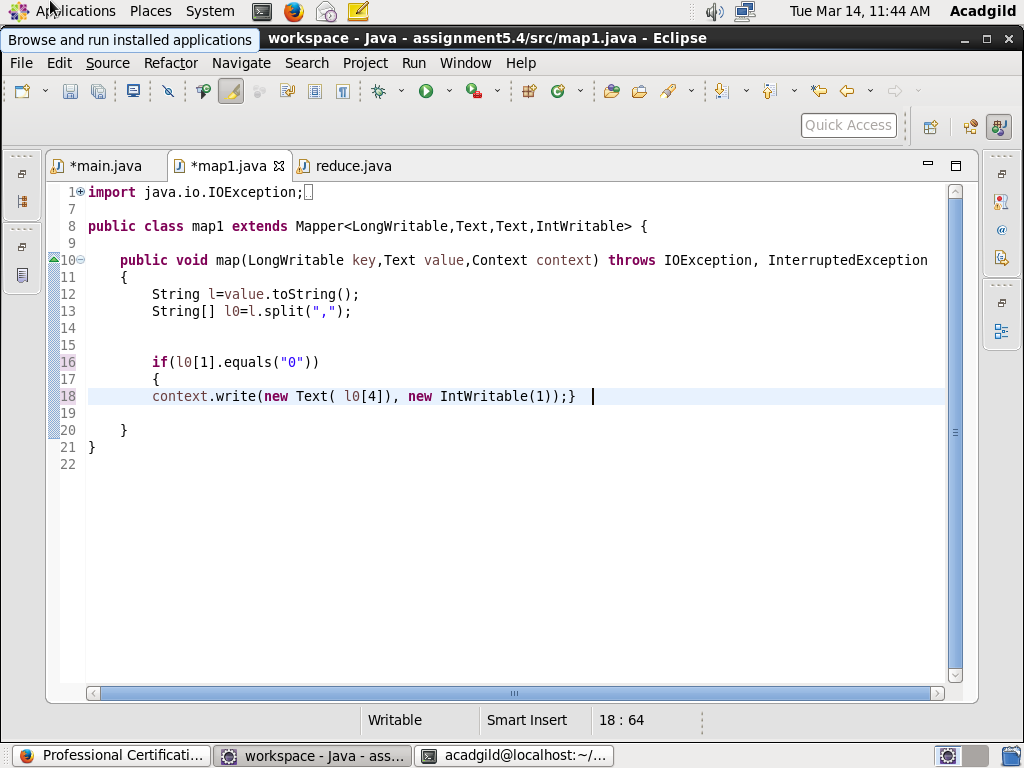 Applications Places System Tue Mar 14, 11:44 AM Acadgild
Browse and run installed applications
workspace - Java - assignment5.4/src/map1.java - Eclipse
File Edit Source Refactor Navigate Search Project Run Window Help
Quick Access
*main.java *map1.java reduce.java
1 import java.io.IOException;
7
8 public class map1 extends Mapper<LongWritable,Text,Text,IntWritable> {
9
10 public void map(LongWritable key,Text value,Context context) throws IOException, InterruptedException
11 {
12 String l=value.toString();
13 String[] l0=l.split(",");
14
15
16 if(l0[1].equals("0"))
17 {
18 context.write(new Text( l0[4]), new IntWritable(1));}
19
20 }
21 }
22
Writable Smart Insert 18 : 64
Professional Certificati... workspace - Java - ass... acadgild@localhost:~/...